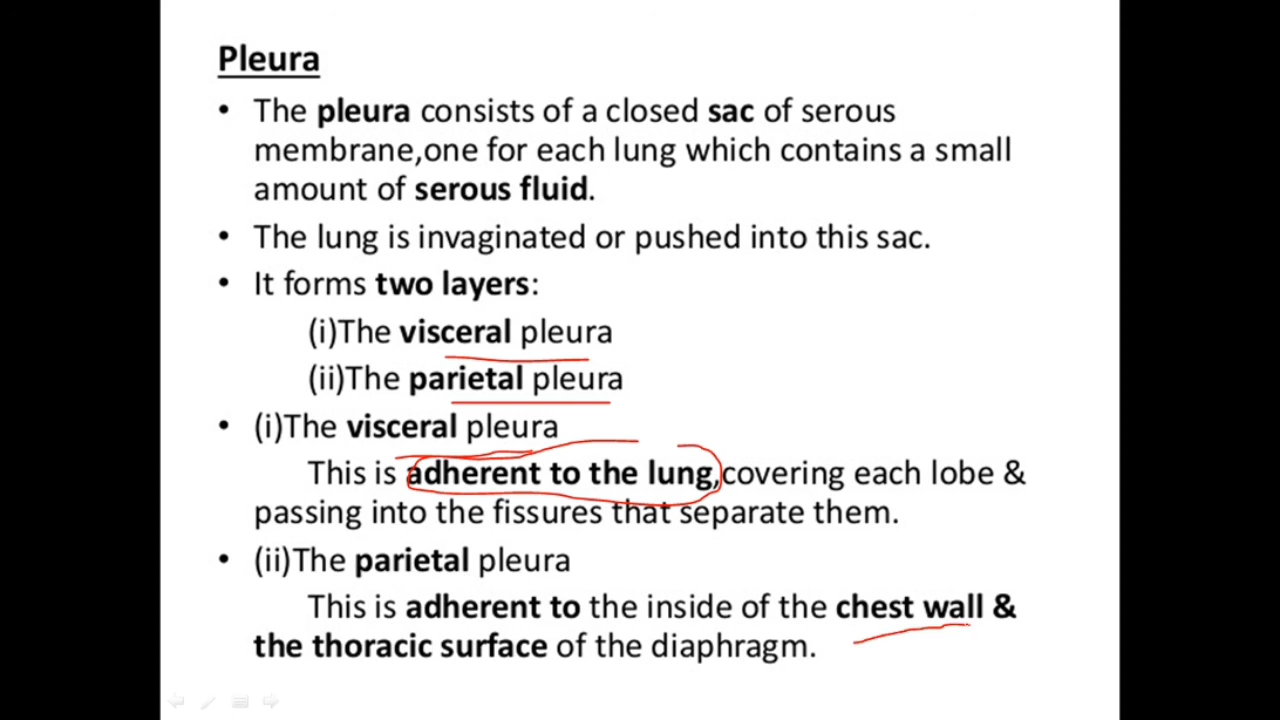 Pleura
• The pleura consists of a closed sac of serous
membrane,one for each lung which contains a small
amount of serous fluid.
• The lung is invaginated or pushed into this sac.
• It forms two layers:
(i)The visceral pleura
(ii)The parietal pleura
• (i)The visceral pleura
This is adherent to the lung,covering each lobe &
passing into the fissures that separate them.
• (ii)The parietal pleura
This is adherent to the inside of the chest wall &
the thoracic surface of the diaphragm.